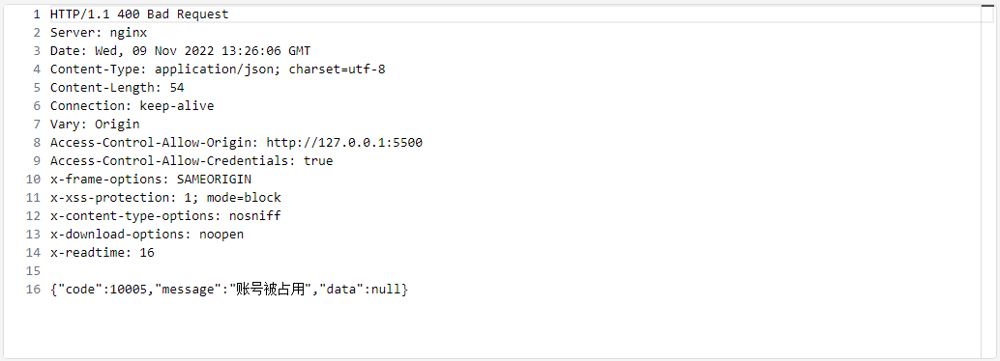 1 HTTP/1.1 400 Bad Request
2 Server: nginx
3 Date: Wed, 09 Nov 2022 13:26:06 GMT
4 Content-Type: application/json; charset=utf-8
5 Content-Length: 54
6 Connection: keep-alive
7 Vary: Origin
8 Access-Control-Allow-Origin: http://127.0.0.1:5500
9 Access-Control-Allow-Credentials: true
10 x-frame-options: SAMEORIGIN
11 x-xss-protection: 1; mode=block
12 x-content-type-options: nosniff
13 x-download-options: noopen
14 x-readtime: 16
15
16 {"code":10005,"message":"账号被占用","data":null}